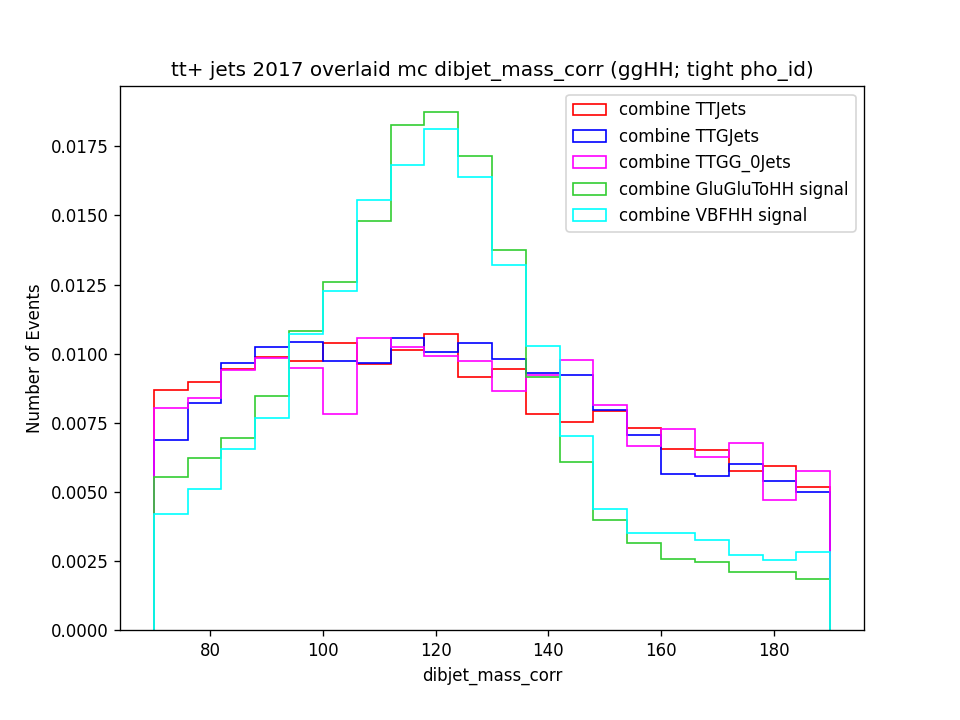 tt+ jets 2017 overlaid mc dibjet_mass_corr (ggHH; tight pho_id)
combine TTJets
combine TTGJets
combine TTGG_0Jets
combine GluGluToHH signal
combine VBFHH signal
Number of Events
0.0175
0.0150
0.0125
0.0100
0.0075
0.0050
0.0025
0.0000
80 100 120 140 160 180
dibjet_mass_corr